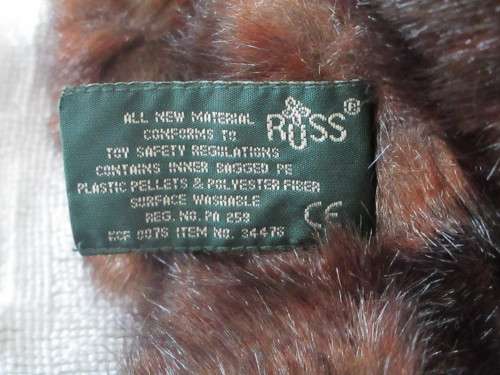 ALL NEW MATERIAL
CONFORMS TO
TOY SAFETY REGULATIONS
CONTAINS INNER BAGGED PE
PLASTIC PELLETS & POLYESTER FIBER
SURFACE WASHABLE
REG. NO. PA 259
ITEM NO. 24476
RUSS®
CE